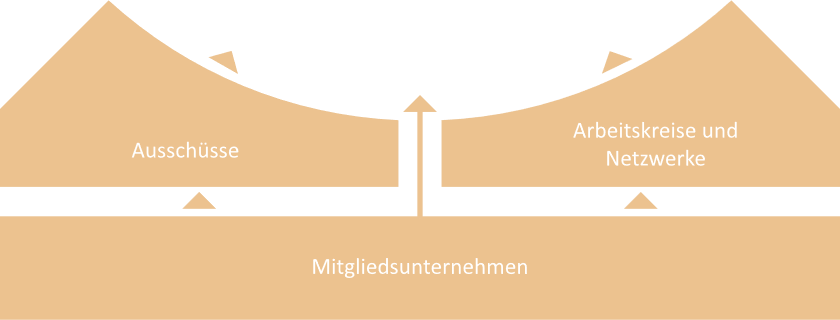 Ausschüsse
Arbeitskreise und
Netzwerke
Mitgliedsunternehmen